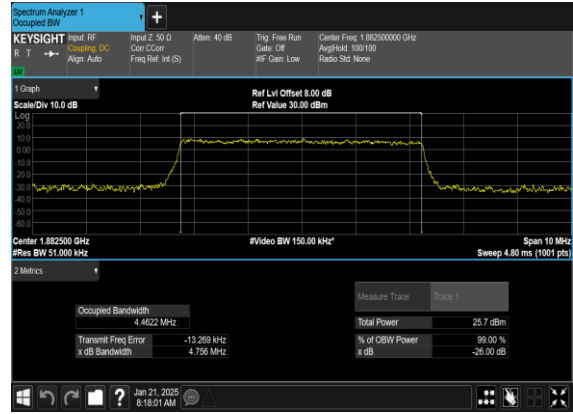 Spectrum Analyzer 1
Occupied BW
KEYSIGHT
R T
LM
Input: RF
Coupling: DC
Align: Auto
Input Z: 50 Ω
Corr CCorr
Freq Ref: Int (S)
Atten: 40 dB
Trig: Free Run
Gate: Off
#IF Gain: Low
Center Freq: 1.882500000 GHz
Avg|Hold: 100/100
Radio Std: None
1 Graph
Scale/Div 10.0 dB
Ref Lvl Offset 8.00 dB
Ref Value 30.00 dBm
Log
20.0
10.0
0.00
-10.0
-20.0
-30.0
-40.0
-50.0
-60.0
Center 1.882500 GHz
#Res BW 51.000 kHz
#Video BW 150.00 kHz*
Span 10 MHz
Sweep 4.80 ms (1001 pts)
2 Metrics
Measure Trace Trace 1
Occupied Bandwidth
4.4622 MHz
Total Power 25.7 dBm
Transmit Freq Error -13.269 kHz
% of OBW Power 99.00 %
x dB Bandwidth 4.756 MHz
x dB -26.00 dB
Jan 21, 2025
8:18:01 AM